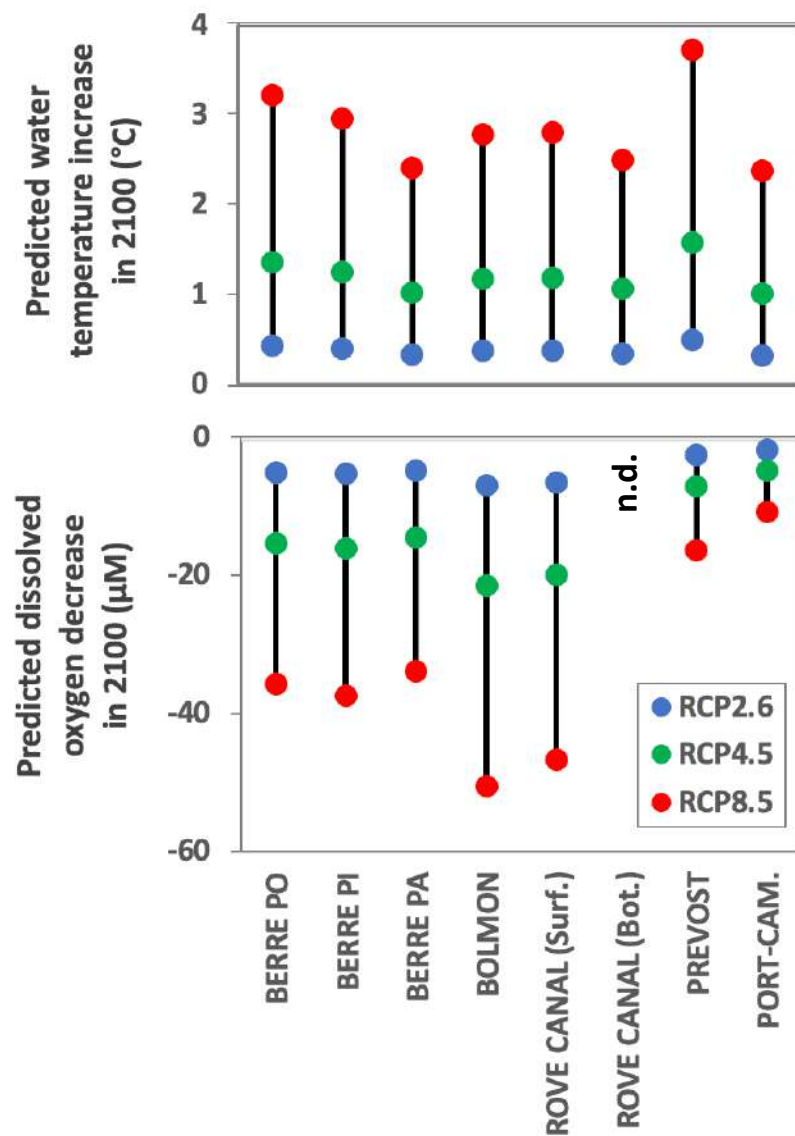 Predicted water
temperature increase
in 2100 (°C)
4
3
2
1
0
Predicted dissolved
oxygen decrease
in 2100 (µM)
0
-20
-40
-60
n.d.
RCP2.6
RCP4.5
RCP8.5
BERRE PO
BERRE PI
BERRE PA
BOLMON
ROVE CANAL (Surf.)
ROVE CANAL (Bot.)
PREVOST
PORT-CAM.